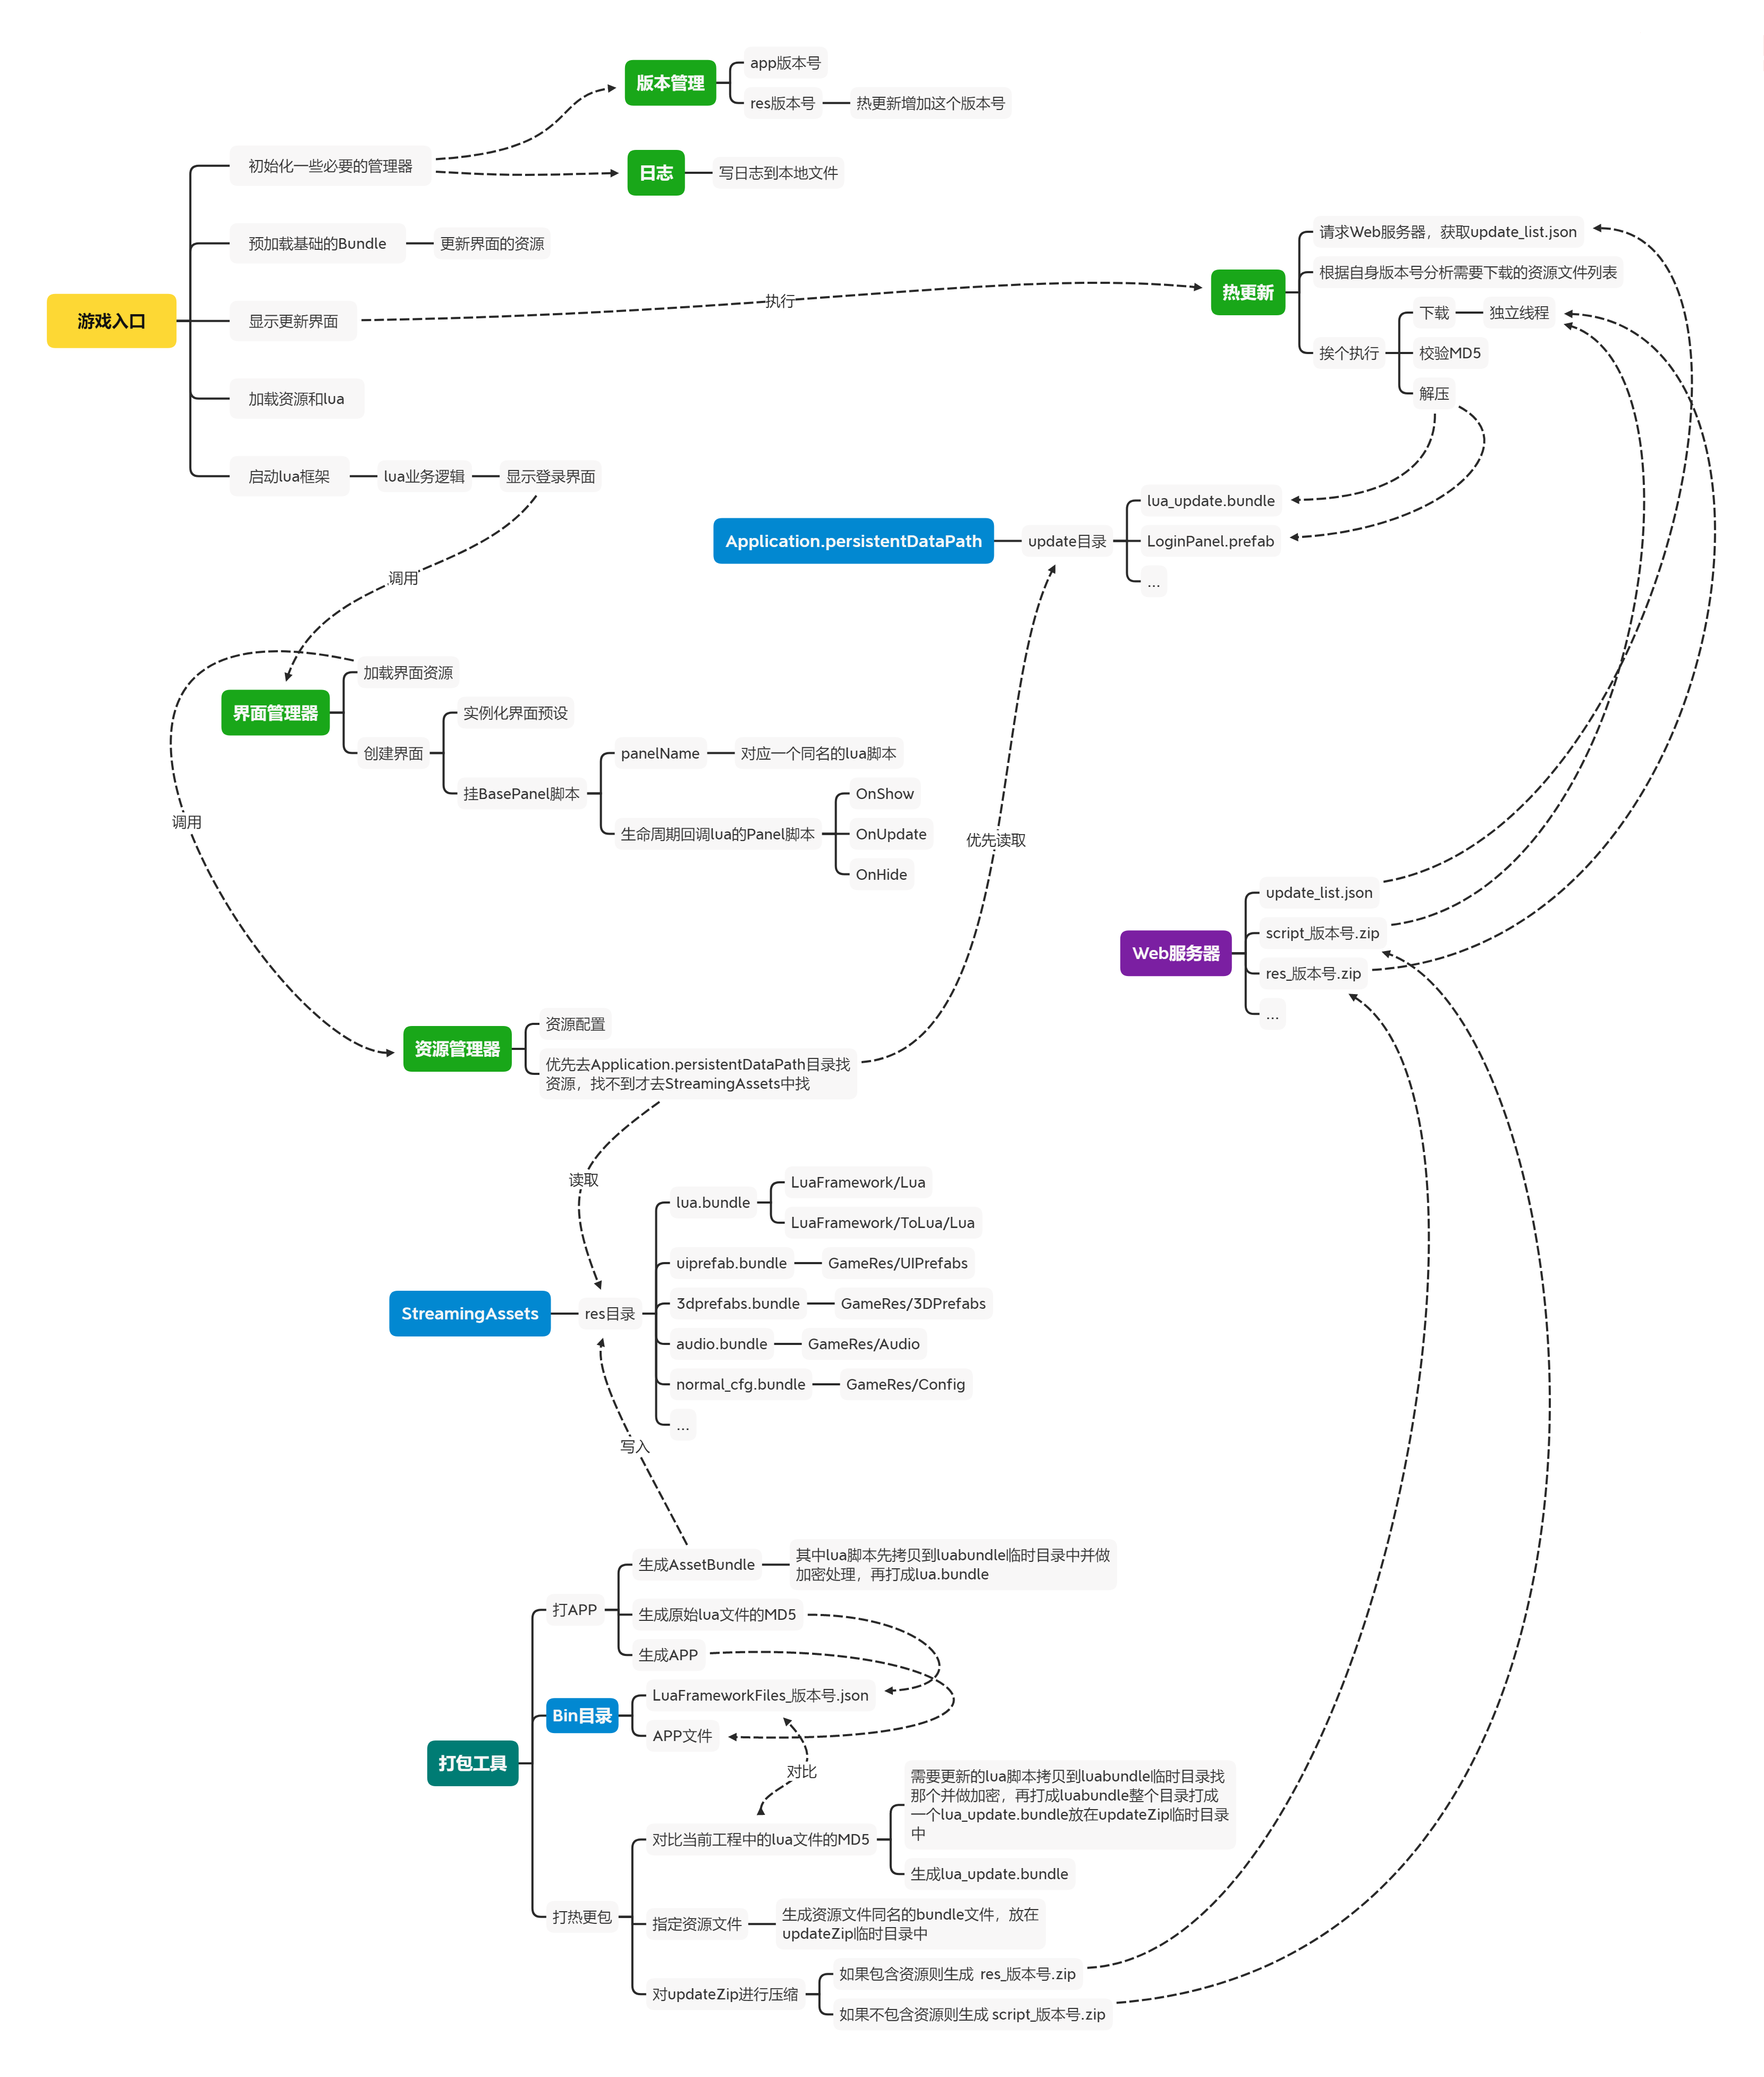 版本管理
app版本号
res版本号
热更新增加这个版本号
日志
写日志到本地文件
游戏入口
初始化一些必要的管理器
预加载基础的Bundle
更新界面的资源
显示更新界面
执行
加载资源和lua
启动lua框架
lua业务逻辑
显示登录界面
调用
热更新
请求Web服务器，获取update_list.json
根据自身版本号分析需要下载的资源文件列表
挨个执行
下载
独立线程
校验MD5
解压
Application.persistentDataPath
update目录
lua_update.bundle
LoginPanel.prefab
...
界面管理器
加载界面资源
创建界面
实例化界面预设
挂BasePanel脚本
panelName
对应一个同名的lua脚本
生命周期回调lua的Panel脚本
OnShow
OnUpdate
OnHide
调用
优先读取
Web服务器
update_list.json
script_版本号.zip
res_版本号.zip
...
资源管理器
资源配置
优先去Application.persistentDataPath目录找
资源，找不到才去StreamingAssets中找
读取
StreamingAssets
res目录
lua.bundle
LuaFramework/Lua
LuaFramework/ToLua/Lua
uiprefab.bundle
GameRes/UIPrefabs
3dprefabs.bundle
GameRes/3DPrefabs
audio.bundle
GameRes/Audio
normal_cfg.bundle
GameRes/Config
...
写入
打包工具
打APP
生成AssetBundle
其中lua脚本先拷贝到luabundle临时目录中并做
加密处理，再打成lua.bundle
生成原始lua文件的MD5
生成APP
Bin目录
LuaFrameworkFiles_版本号.json
APP文件
对比
打热更包
对比当前工程中的lua文件的MD5
需要更新的lua脚本拷贝到luabundle临时目录找
那个并做加密，再打成luabundle整个目录打成
一个lua_update.bundle放在updateZip临时目录
中
生成lua_update.bundle
指定资源文件
生成资源文件同名的bundle文件，放在
updateZip临时目录中
对updateZip进行压缩
如果包含资源则生成 res_版本号.zip
如果不包含资源则生成 script_版本号.zip